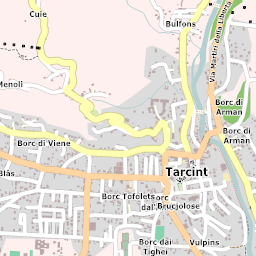 Cuie
Bulfons
Via Martiri della Libertà
Menoli
Borc di
Arman
Borc di
Arman
Borc di Viene
Blâs
Tarcint
Borc Tofolets
Borc
dal
Brucjolose
Borc dai
Tighei
Vulpins